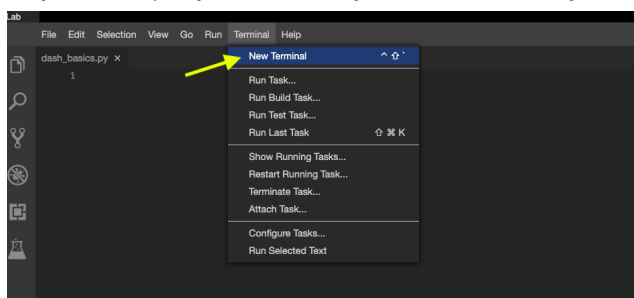 Lab
File Edit Selection View Go Run Terminal Help
dash_basics.py ×
1
New Terminal ^ ⇧ `
Run Task...
Run Build Task...
Run Test Task...
Run Last Task ⇧ ⌘ K
Show Running Tasks...
Restart Running Task...
Terminate Task...
Attach Task...
Configure Tasks...
Run Selected Text